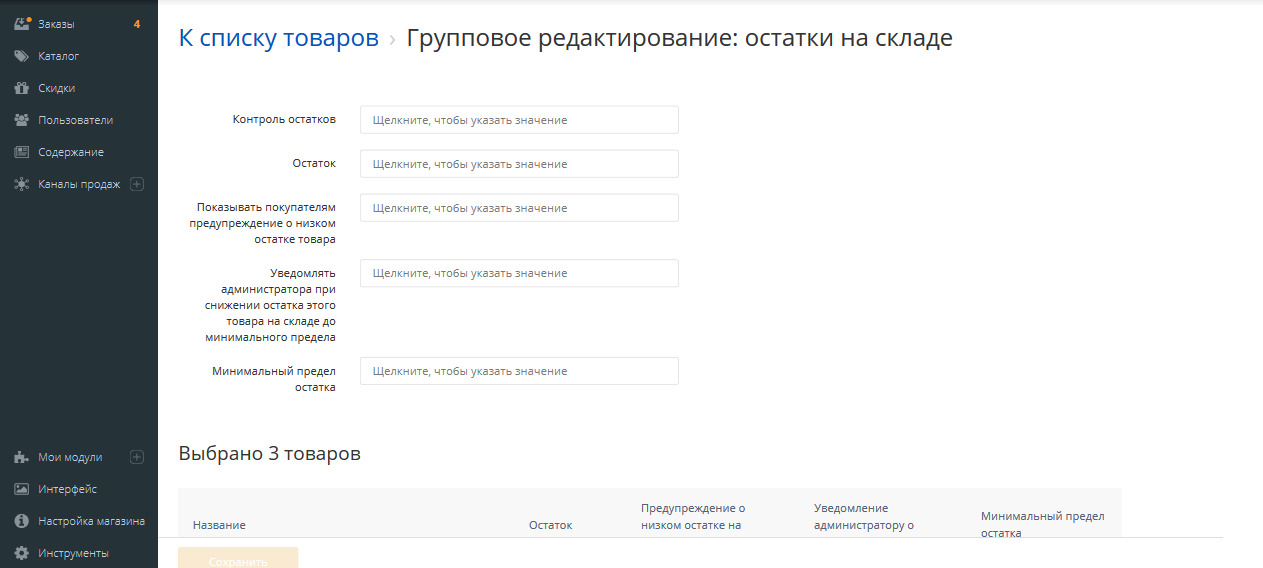 Заказы 4
Каталог
Скидки
Пользователи
Содержание
Каналы продаж
Мои модули
Интерфейс
Настройка магазина
Инструменты
К списку товаров › Групповое редактирование: остатки на складе
Контроль остатков Щелкните, чтобы указать значение
Остаток Щелкните, чтобы указать значение
Показывать покупателям Щелкните, чтобы указать значение
предупреждение о низком
остатке товара
Уведомлять Щелкните, чтобы указать значение
администратора при
снижении остатка этого
товара на складе до
минимального предела
Минимальный предел Щелкните, чтобы указать значение
остатка
Выбрано 3 товаров
Название
Остаток
Предупреждение о
низком остатке на
Уведомление
администратору о
Минимальный предел
остатка
Сохранить